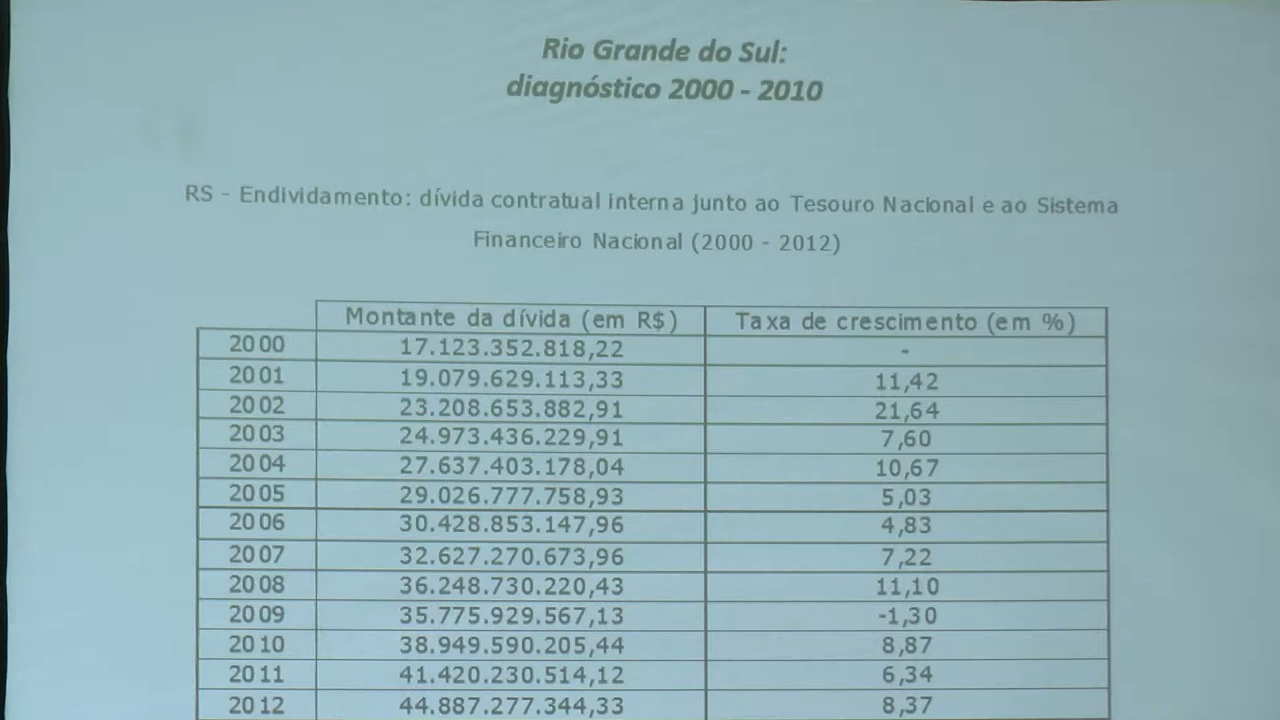 Rio Grande do Sul:
diagnóstico 2000 - 2010
RS - Endividamento: dívida contratual interna junto ao Tesouro Nacional e ao Sistema
Financeiro Nacional (2000 - 2012)
Montante da dívida (em R$) Taxa de crescimento (em %)
2000 17.123.352.818,22 -
2001 19.079.629.113,33 11,42
2002 23.208.653.882,91 21,64
2003 24.973.436.229,91 7,60
2004 27.637.403.178,04 10,67
2005 29.026.777.758,93 5,03
2006 30.428.853.147,96 4,83
2007 32.627.270.673,96 7,22
2008 36.248.730.220,43 11,10
2009 35.775.929.567,13 -1,30
2010 38.949.590.205,44 8,87
2011 41.420.230.514,12 6,34
2012 44.887.277.344,33 8,37